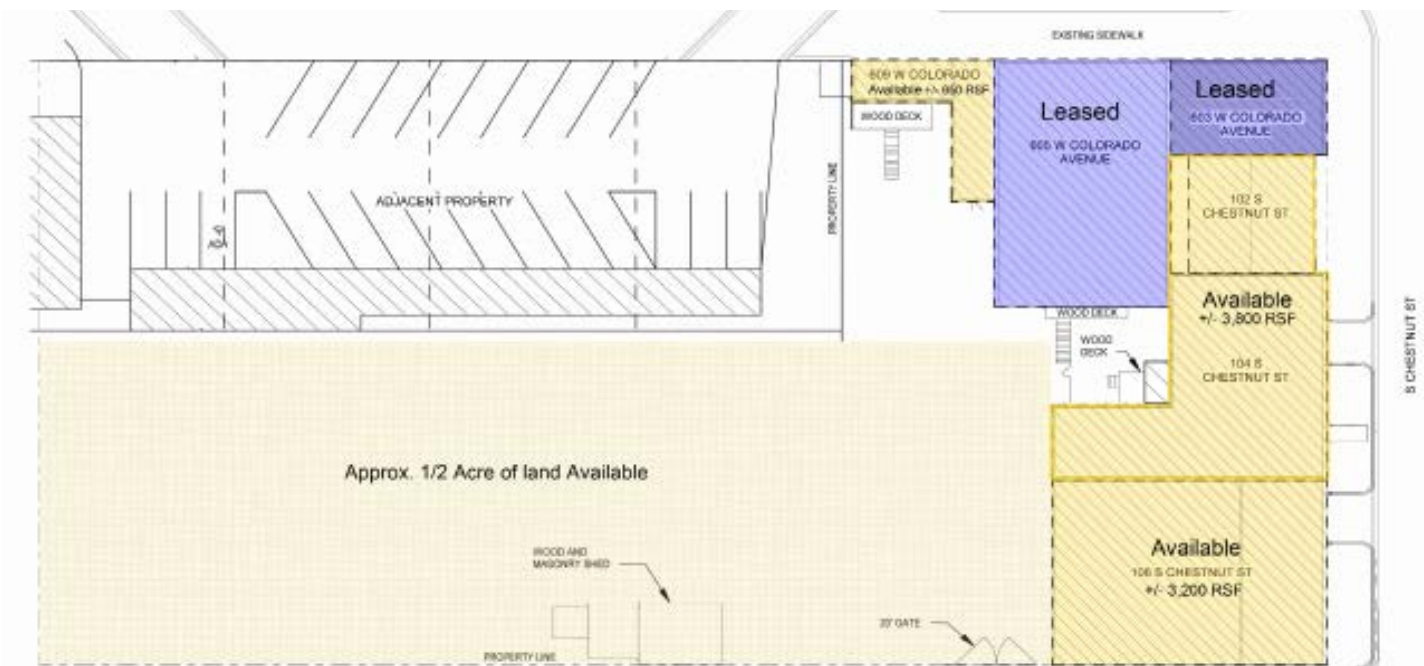 EXISTING SIDEWALK
609 W COLORADO
Available +/- 650 RSF
WOOD DECK
Leased
605 W COLORADO
AVENUE
Leased
603 W COLORADO
AVENUE
PROPERTY LINE
ADJACENT PROPERTY
102 S
CHESTNUT ST
Available
+/- 3,800 RSF
104 S
CHESTNUT ST
WOOD DECK
WOOD
DECK
S CHESTNUT ST
Approx. 1/2 Acre of land Available
WOOD AND
MASONRY SHED
20' GATE
PROPERTY LINE
Available
106 S CHESTNUT ST
+/- 3,200 RSF